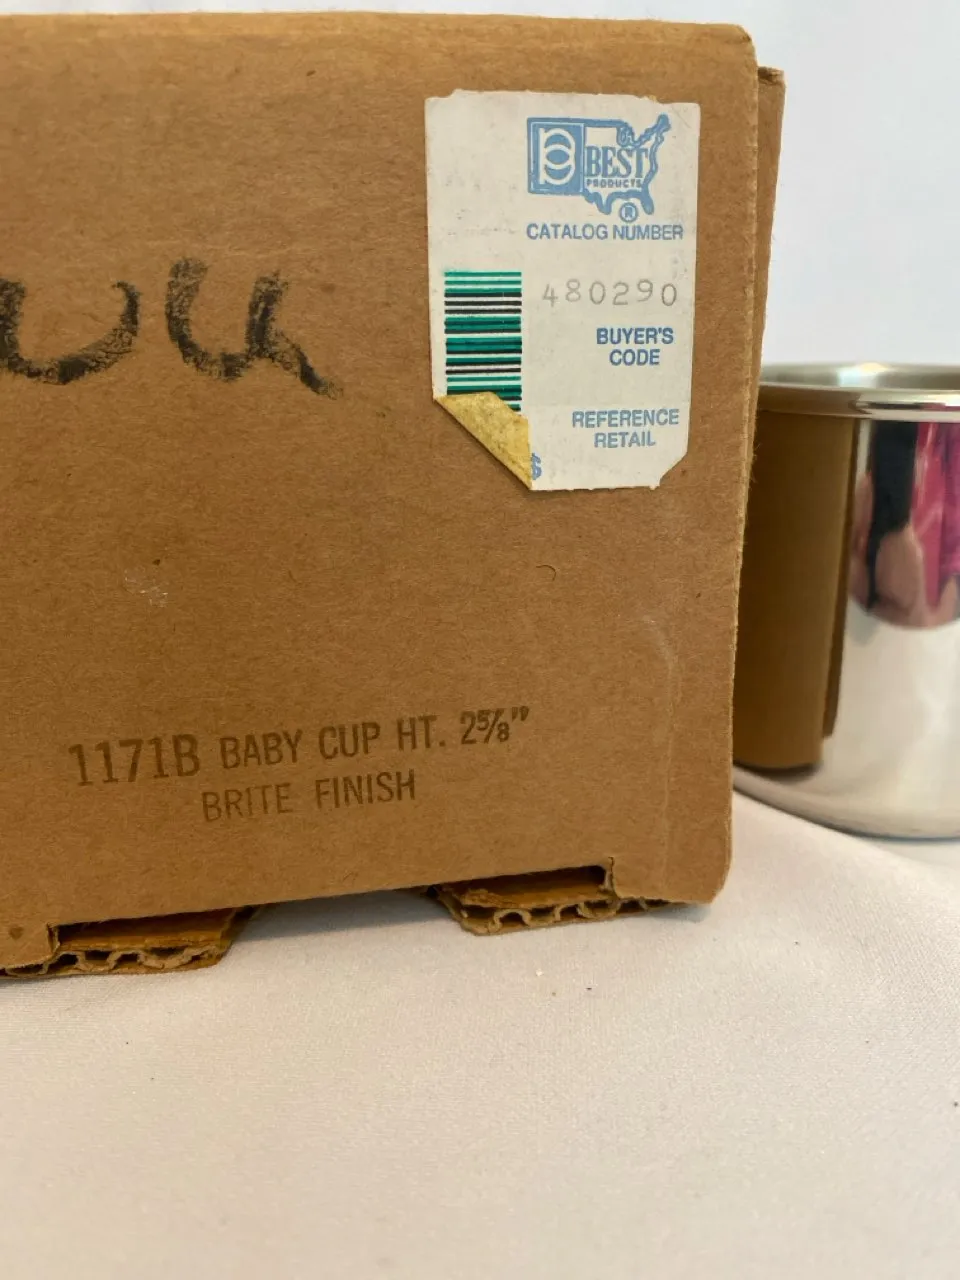 BEST
PRODUCTS
®
CATALOG NUMBER
480290
BUYER'S
CODE
REFERENCE
RETAIL
$
1171B BABY CUP HT. 2⅝”
BRITE FINISH